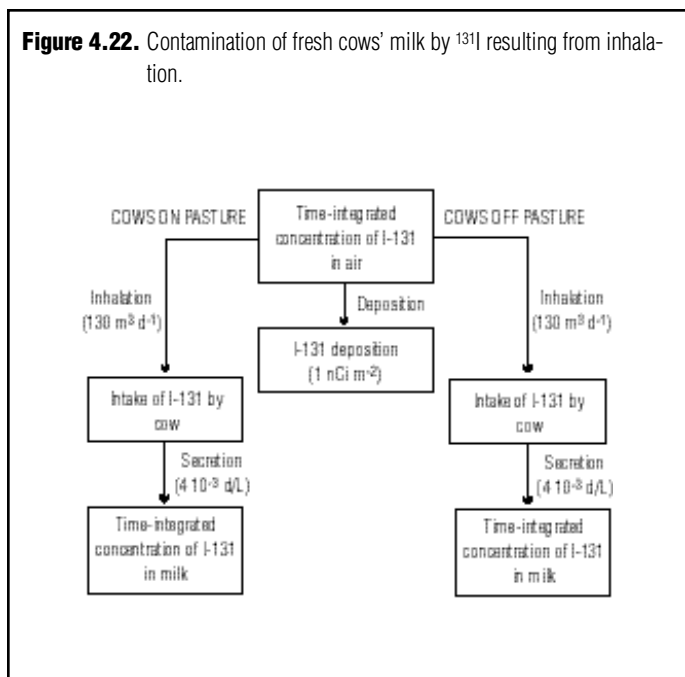 Figure 4.22. Contamination of fresh cows' milk by ¹³¹I resulting from inhala-
tion.
COWS ON PASTURE
Time-integrated
concentration of I-131
in air
COWS OFF PASTURE
Inhalation
(130 m³ d⁻¹)
Deposition
Inhalation
(130 m³ d⁻¹)
I-131 deposition
(1 nCi m⁻²)
Intake of I-131 by
cow
Intake of I-131 by
cow
Secretion
(4 10⁻³ d/L)
Secretion
(4 10⁻³ d/L)
Time-integrated
concentration of I-131
in milk
Time-integrated
concentration of I-131
in milk